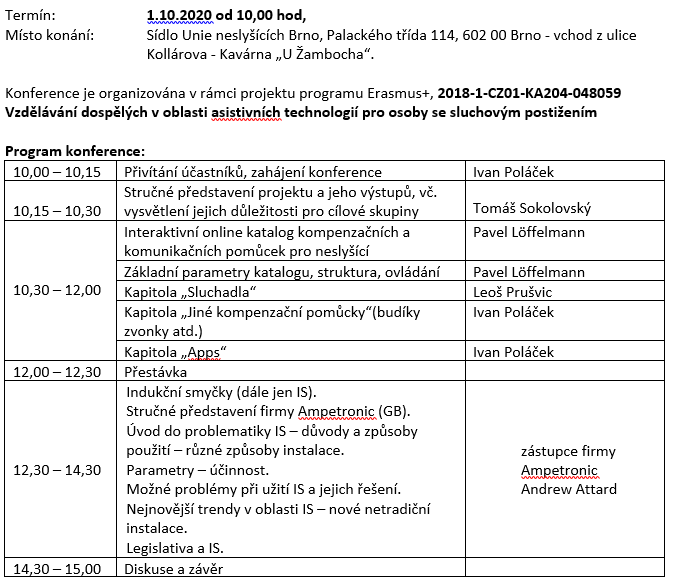 Termín: 1.10.2020 od 10,00 hod,
Místo konání: Sídlo Unie neslyšících Brno, Palackého třída 114, 602 00 Brno - vchod z ulice
Kollárova - Kavárna „U Žambocha“.
Konference je organizována v rámci projektu programu Erasmus+, 2018-1-CZ01-KA204-048059
Vzdělávání dospělých v oblasti asistivních technologií pro osoby se sluchovým postižením
Program konference:
10,00 – 10,15 Přivítání účastníků, zahájení konference Ivan Poláček
10,15 – 10,30 Stručné představení projektu a jeho výstupů, vč.
vysvětlení jejich důležitosti pro cílové skupiny Tomáš Sokolovský
10,30 – 12,00 Interaktivní online katalog kompenzačních a Pavel Löffelmann
komunikačních pomůcek pro neslyšící
Základní parametry katalogu, struktura, ovládání Pavel Löffelmann
Kapitola „Sluchadla“ Leoš Prušvic
Kapitola „Jiné kompenzační pomůcky“(budíky Ivan Poláček
zvonky atd.)
Kapitola „Apps“ Ivan Poláček
12,00 – 12,30 Přestávka
12,30 – 14,30 Indukční smyčky (dále jen IS).
Stručné představení firmy Ampetronic (GB).
Úvod do problematiky IS – důvody a způsoby
použití – různé způsoby instalace.
Parametry – účinnost.
Možné problémy při užití IS a jejich řešení.
Nejnovější trendy v oblasti IS – nové netradiční
instalace.
Legislativa a IS.
zástupce firmy
Ampetronic
Andrew Attard
14,30 – 15,00 Diskuse a závěr